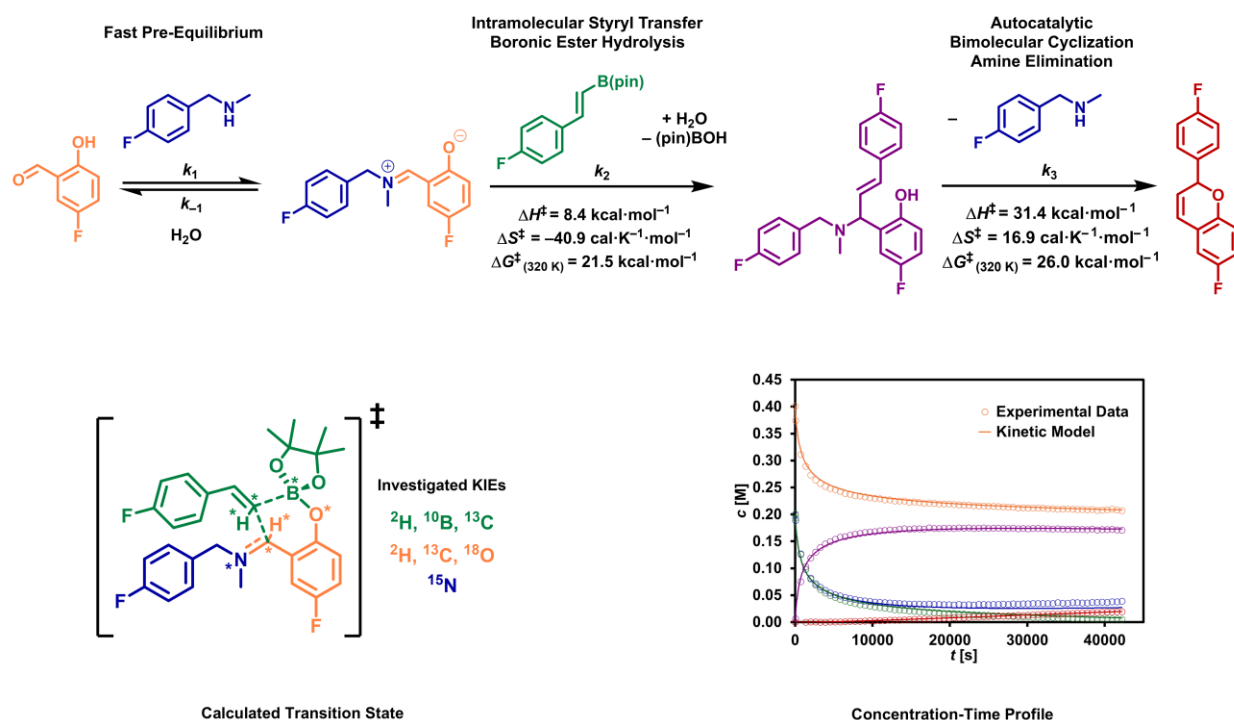 Fast Pre-Equilibrium
Intramolecular Styryl Transfer
Boronic Ester Hydrolysis
Autocatalytic
Bimolecular Cyclization
Amine Elimination
F
N
H
O
OH
F
k₁
k₋₁
H₂O
F
N
⊕
O
⊖
F
B(pin)
F
+ H₂O
– (pin)BOH
k₂
ΔH‡ = 8.4 kcal·mol⁻¹
ΔS‡ = –40.9 cal·K⁻¹·mol⁻¹
ΔG‡ (320 K) = 21.5 kcal·mol⁻¹
F
OH
N
F
F
–
F
N
H
k₃
ΔH‡ = 31.4 kcal·mol⁻¹
ΔS‡ = 16.9 cal·K⁻¹·mol⁻¹
ΔG‡ (320 K) = 26.0 kcal·mol⁻¹
F
O
F
‡
O
O
B
*
F
*
H
*
H
*
*
O*
N
*
F
F
Investigated KIEs
²H, ¹⁰B, ¹³C
²H, ¹³C, ¹⁸O
¹⁵N
Calculated Transition State
0.45
0.40
0.35
0.30
0.25
0.20
0.15
0.10
0.05
0.00
c [M]
Experimental Data
Kinetic Model
0
10000
20000
30000
40000
t [s]
Concentration-Time Profile